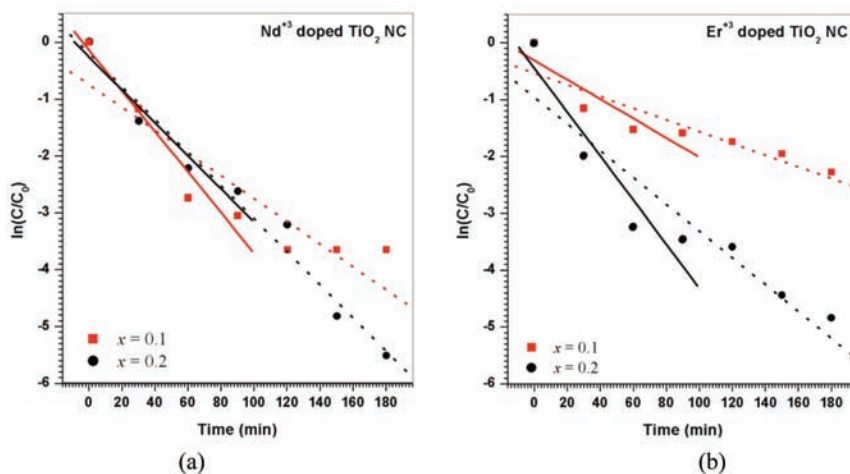 Nd⁺³ doped TiO₂ NC
ln(C/C₀)
0
-1
-2
-3
-4
-5
-6
x = 0.1
x = 0.2
0 20 40 60 80 100 120 140 160 180
Time (min)
(a)
Er⁺³ doped TiO₂ NC
ln(C/C₀)
0
-1
-2
-3
-4
-5
-6
x = 0.1
x = 0.2
0 20 40 60 80 100 120 140 160 180
Time (min)
(b)